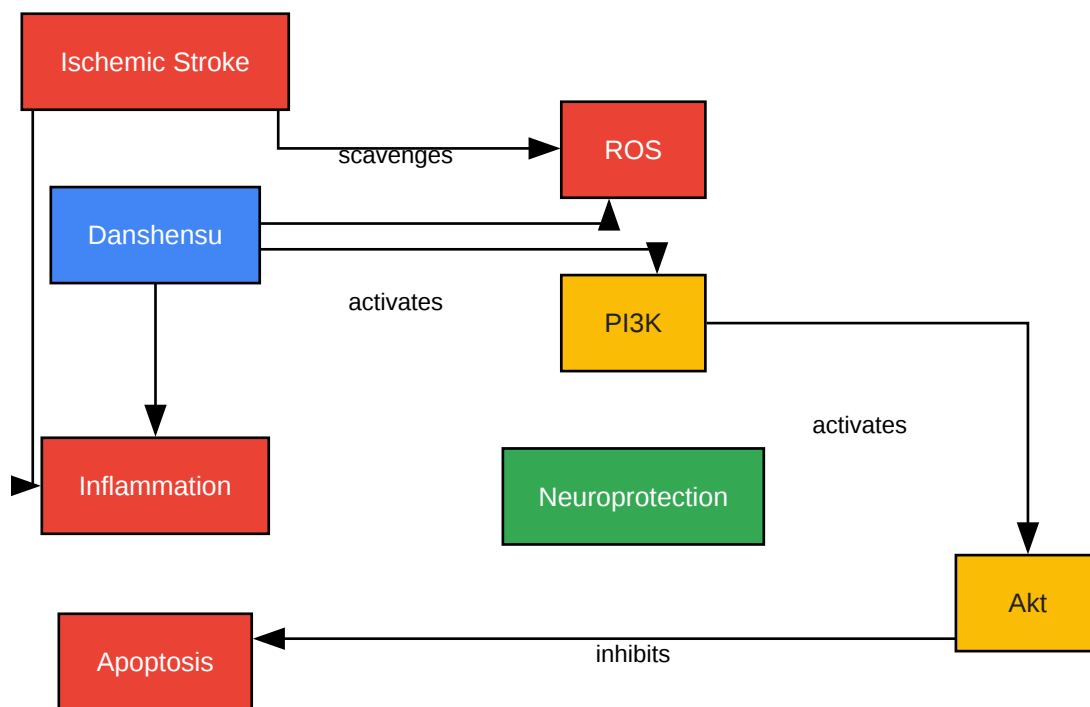 Ischemic Stroke
ROS
scavenges
Danshensu
activates
PI3K
activates
Inflammation
Neuroprotection
Akt
Apoptosis
inhibits